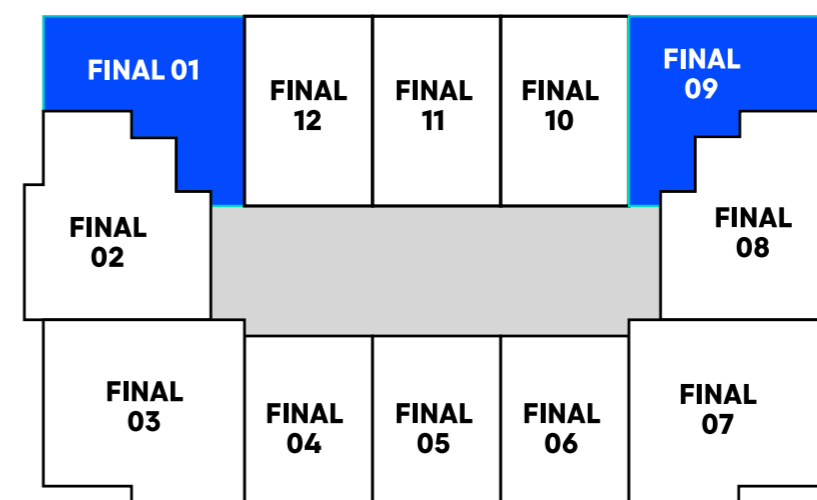 FINAL 01
FINAL
12
FINAL
11
FINAL
10
FINAL
09
FINAL
02
FINAL
08
FINAL
03
FINAL
04
FINAL
05
FINAL
06
FINAL
07